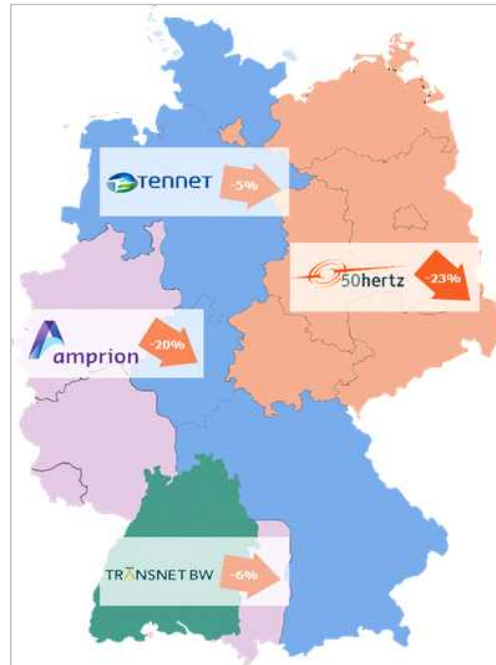 TENNET
-5%
50hertz
-23%
amprion
-20%
TRANSNET BW
-6%